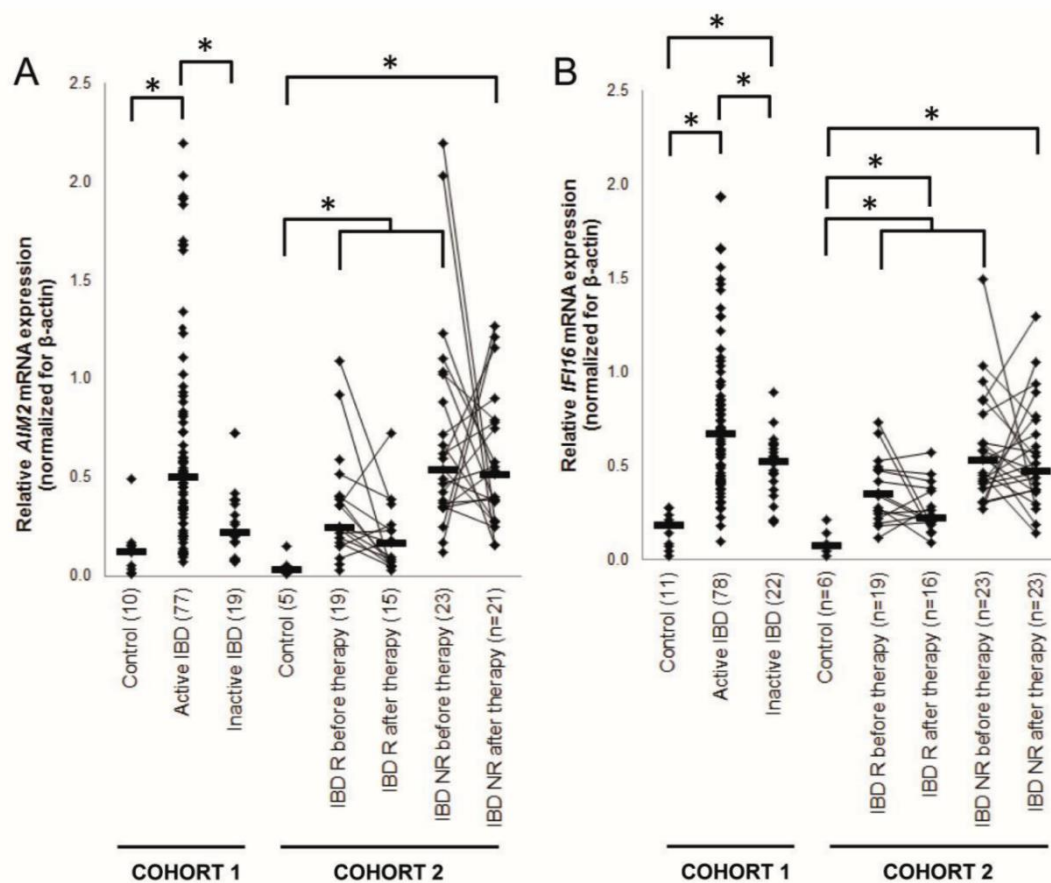 A
Relative AIM2 mRNA expression
(normalized for β-actin)
2.5
2.0
1.5
1.0
0.5
0.0
*
*
*
*
Control (10)
Active IBD (77)
Inactive IBD (19)
Control (5)
IBD R before therapy (19)
IBD R after therapy (15)
IBD NR before therapy (23)
IBD NR after therapy (n=21)
COHORT 1
COHORT 2
B
Relative IFI16 mRNA expression
(normalized for β-actin)
2.5
2.0
1.5
1.0
0.5
0.0
*
*
*
*
*
*
Control (11)
Active IBD (78)
Inactive IBD (22)
Control (n=6)
IBD R before therapy (n=19)
IBD R after therapy (n=16)
IBD NR before therapy (n=23)
IBD NR after therapy (n=23)
COHORT 1
COHORT 2